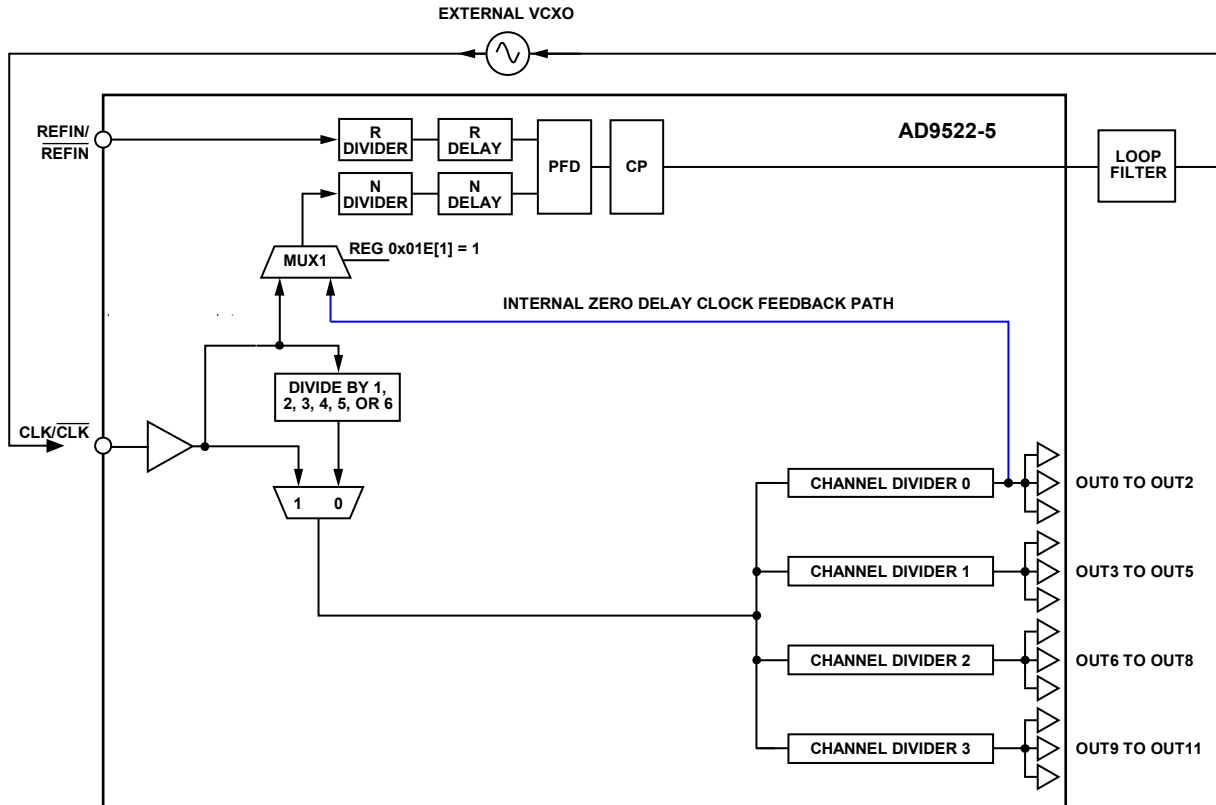 EXTERNAL VCXO
AD9522-5
REFIN/
REFIN
R
DIVIDER
R
DELAY
PFD
CP
LOOP
FILTER
N
DIVIDER
N
DELAY
MUX1
REG 0x01E[1] = 1
INTERNAL ZERO DELAY CLOCK FEEDBACK PATH
DIVIDE BY 1,
2, 3, 4, 5, OR 6
CLK/CLK
1 0
CHANNEL DIVIDER 0
OUT0 TO OUT2
CHANNEL DIVIDER 1
OUT3 TO OUT5
CHANNEL DIVIDER 2
OUT6 TO OUT8
CHANNEL DIVIDER 3
OUT9 TO OUT11